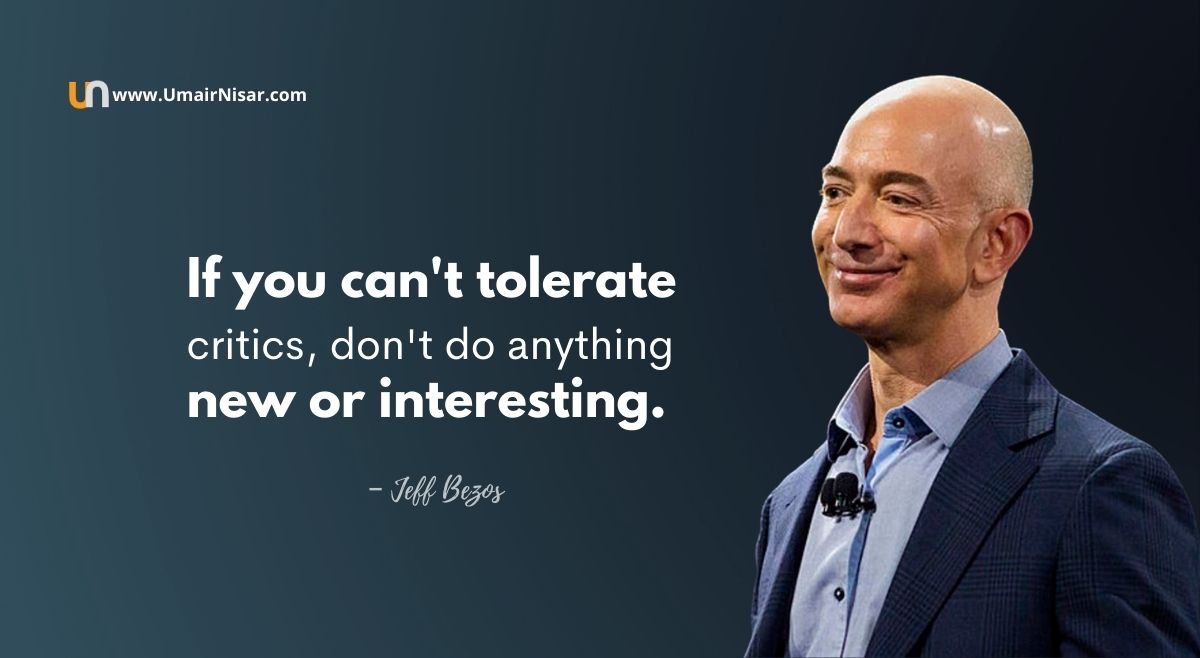 un www.UmairNisar.com
If you can't tolerate
critics, don't do anything
new or interesting.
– Jeff Bezos